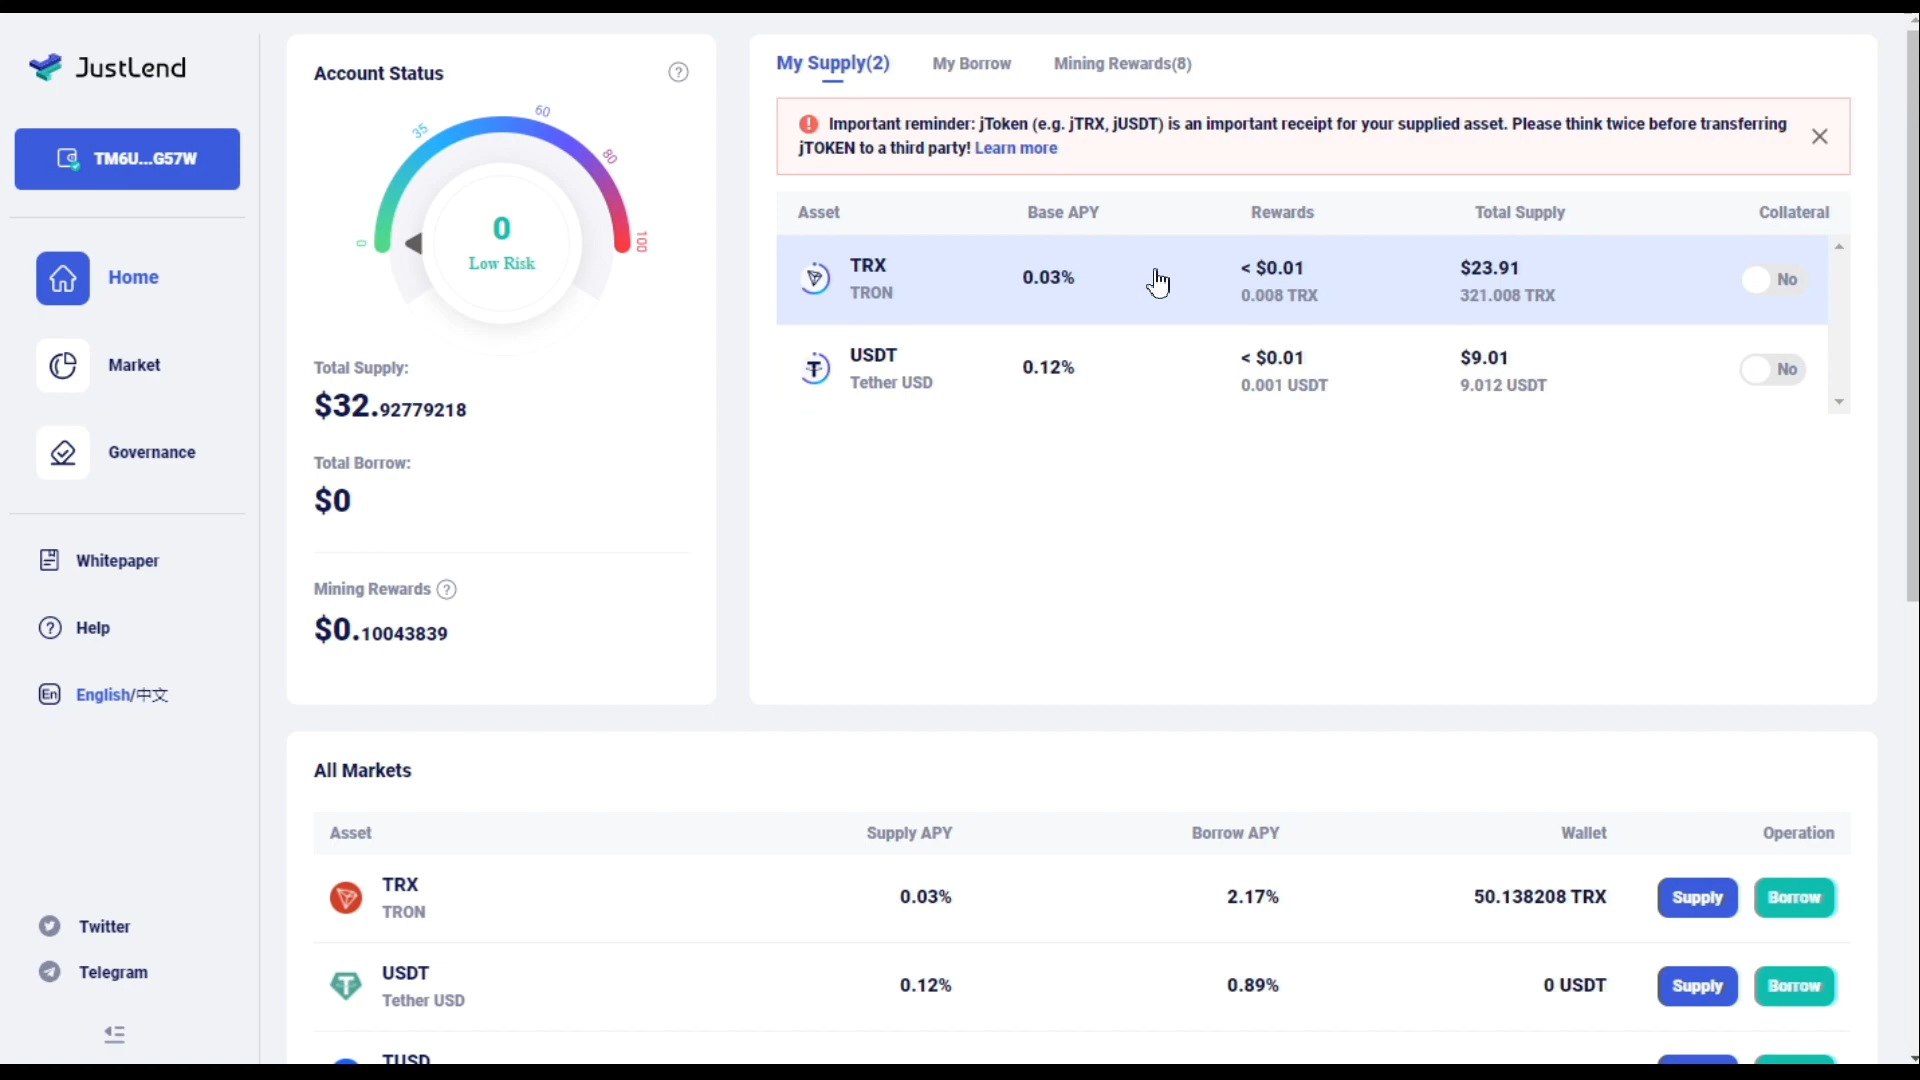 JustLend
TM6U...G57W
Home
Market
Governance
Whitepaper
Help
En English/中文
Twitter
Telegram
Account Status
?
0
35
60
80
100
0
Low Risk
Total Supply:
$32.92779218
Total Borrow:
$0
Mining Rewards ?
$0.10043839
My Supply(2) My Borrow Mining Rewards(8)
Important reminder: jToken (e.g. jTRX, jUSDT) is an important receipt for your supplied asset. Please think twice before transferring
jTOKEN to a third party! Learn more
Asset Base APY Rewards Total Supply Collateral
TRX 0.03% < $0.01 $23.91 No
TRON 0.008 TRX 321.008 TRX
USDT 0.12% < $0.01 $9.01 No
Tether USD 0.001 USDT 9.012 USDT
All Markets
Asset Supply APY Borrow APY Wallet Operation
TRX 0.03% 2.17% 50.138208 TRX Supply Borrow
TRON
USDT 0.12% 0.89% 0 USDT Supply Borrow
Tether USD
TUSD